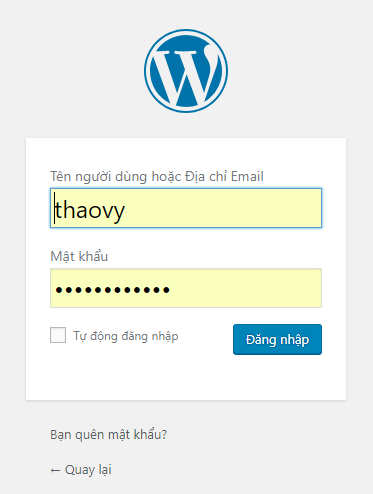 Tên người dùng hoặc Địa chỉ Email
thaovy
Mật khẩu
••••••••••••
Tự động đăng nhập
Đăng nhập
Bạn quên mật khẩu?
← Quay lại